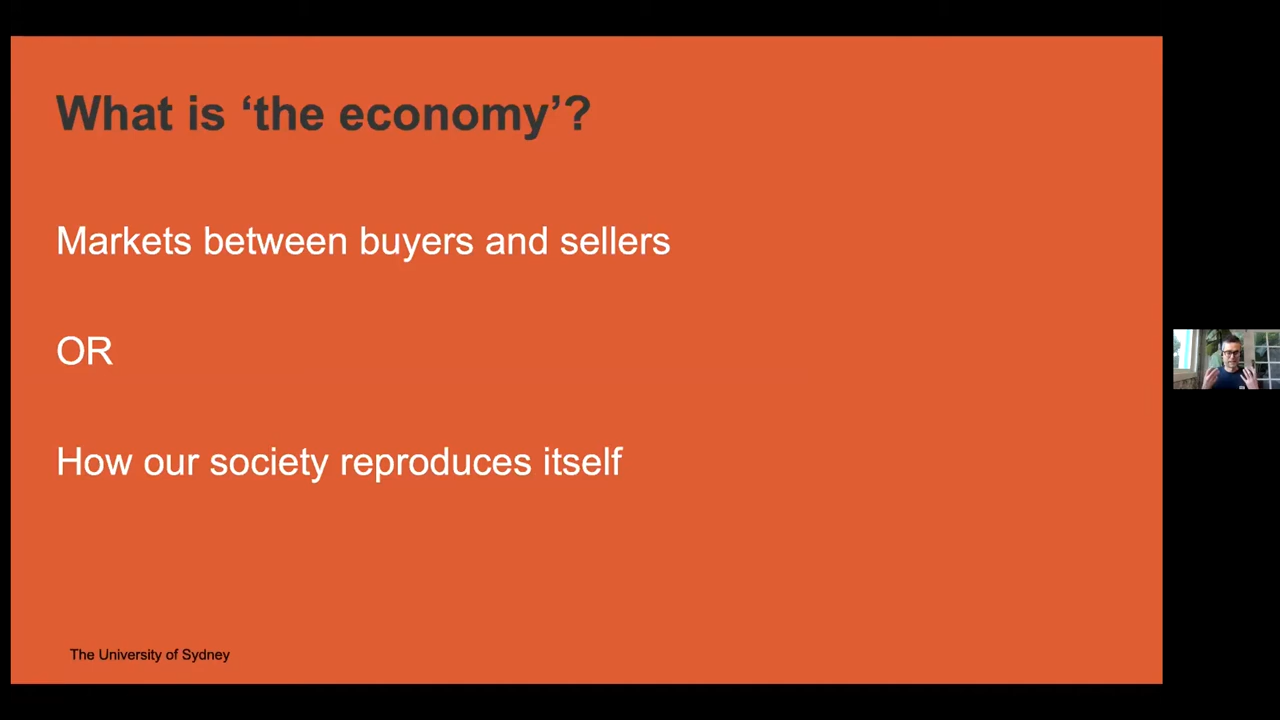 What is ‘the economy’?
Markets between buyers and sellers
OR
How our society reproduces itself
The University of Sydney